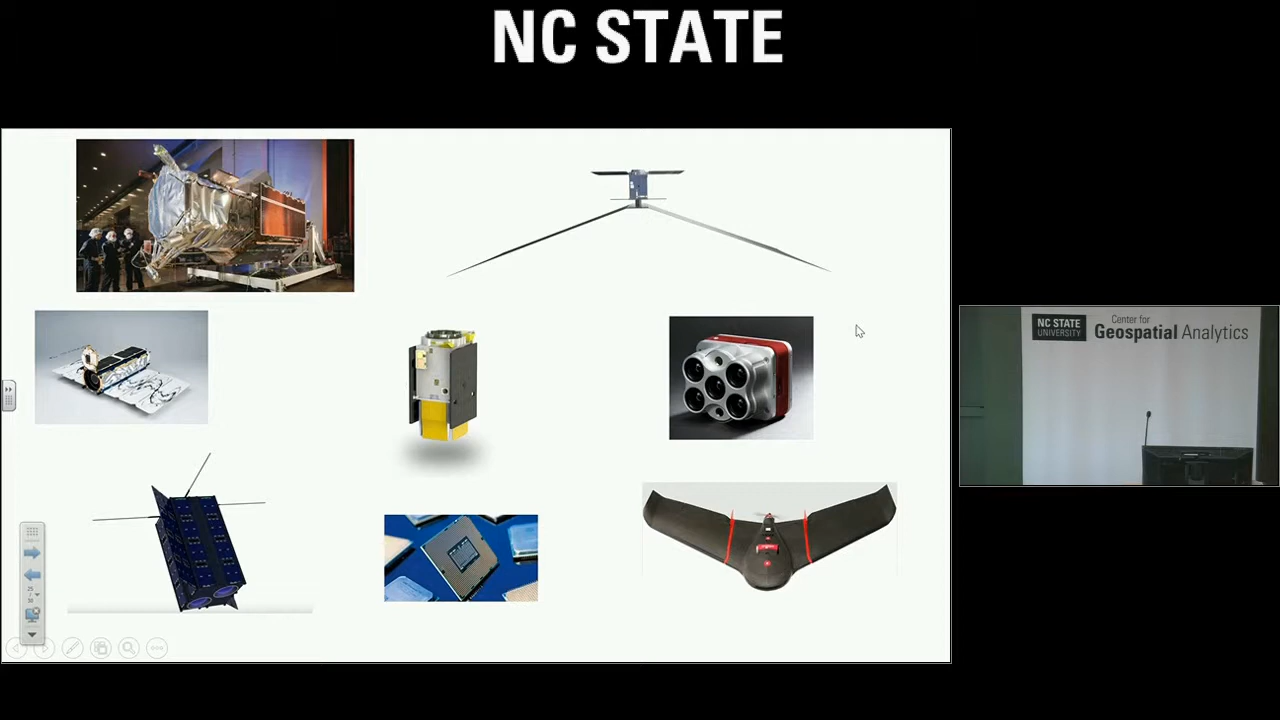 NC STATE
NC STATE
UNIVERSITY
Center for
Geospatial Analytics